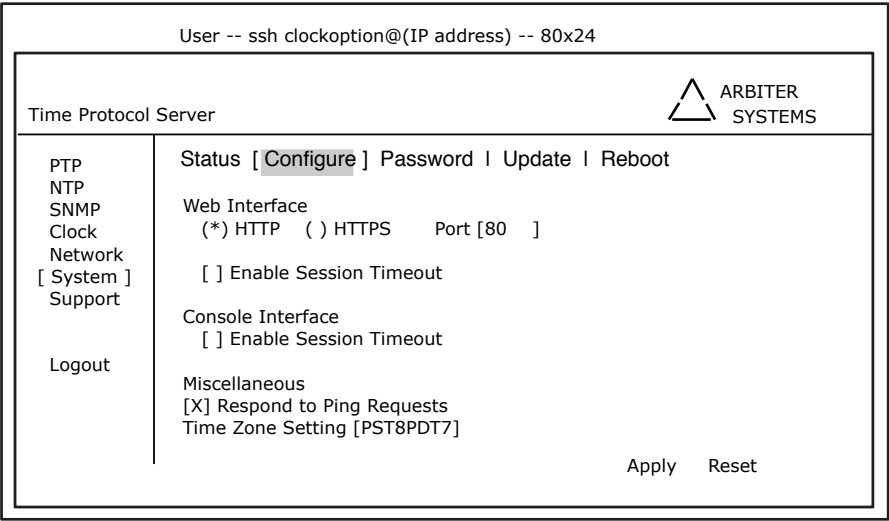 User -- ssh clockoption@(IP address) -- 80x24
ARBITER
SYSTEMS
Time Protocol Server
PTP
NTP
SNMP
Clock
Network
[ System ]
Support
Logout
Status [ Configure ] Password | Update | Reboot
Web Interface
(*) HTTP ( ) HTTPS Port [80 ]
[ ] Enable Session Timeout
Console Interface
[ ] Enable Session Timeout
Miscellaneous
[X] Respond to Ping Requests
Time Zone Setting [PST8PDT7]
Apply Reset